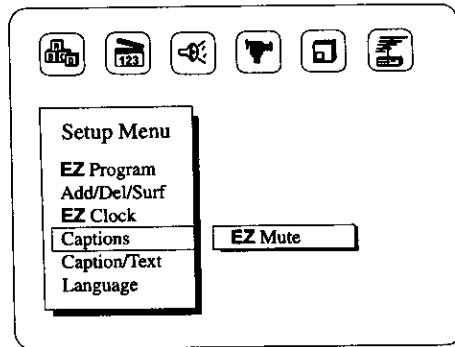 123
Setup Menu
EZ Program
Add/Del/Surf
EZ Clock
Captions
EZ Mute
Caption/Text
Language